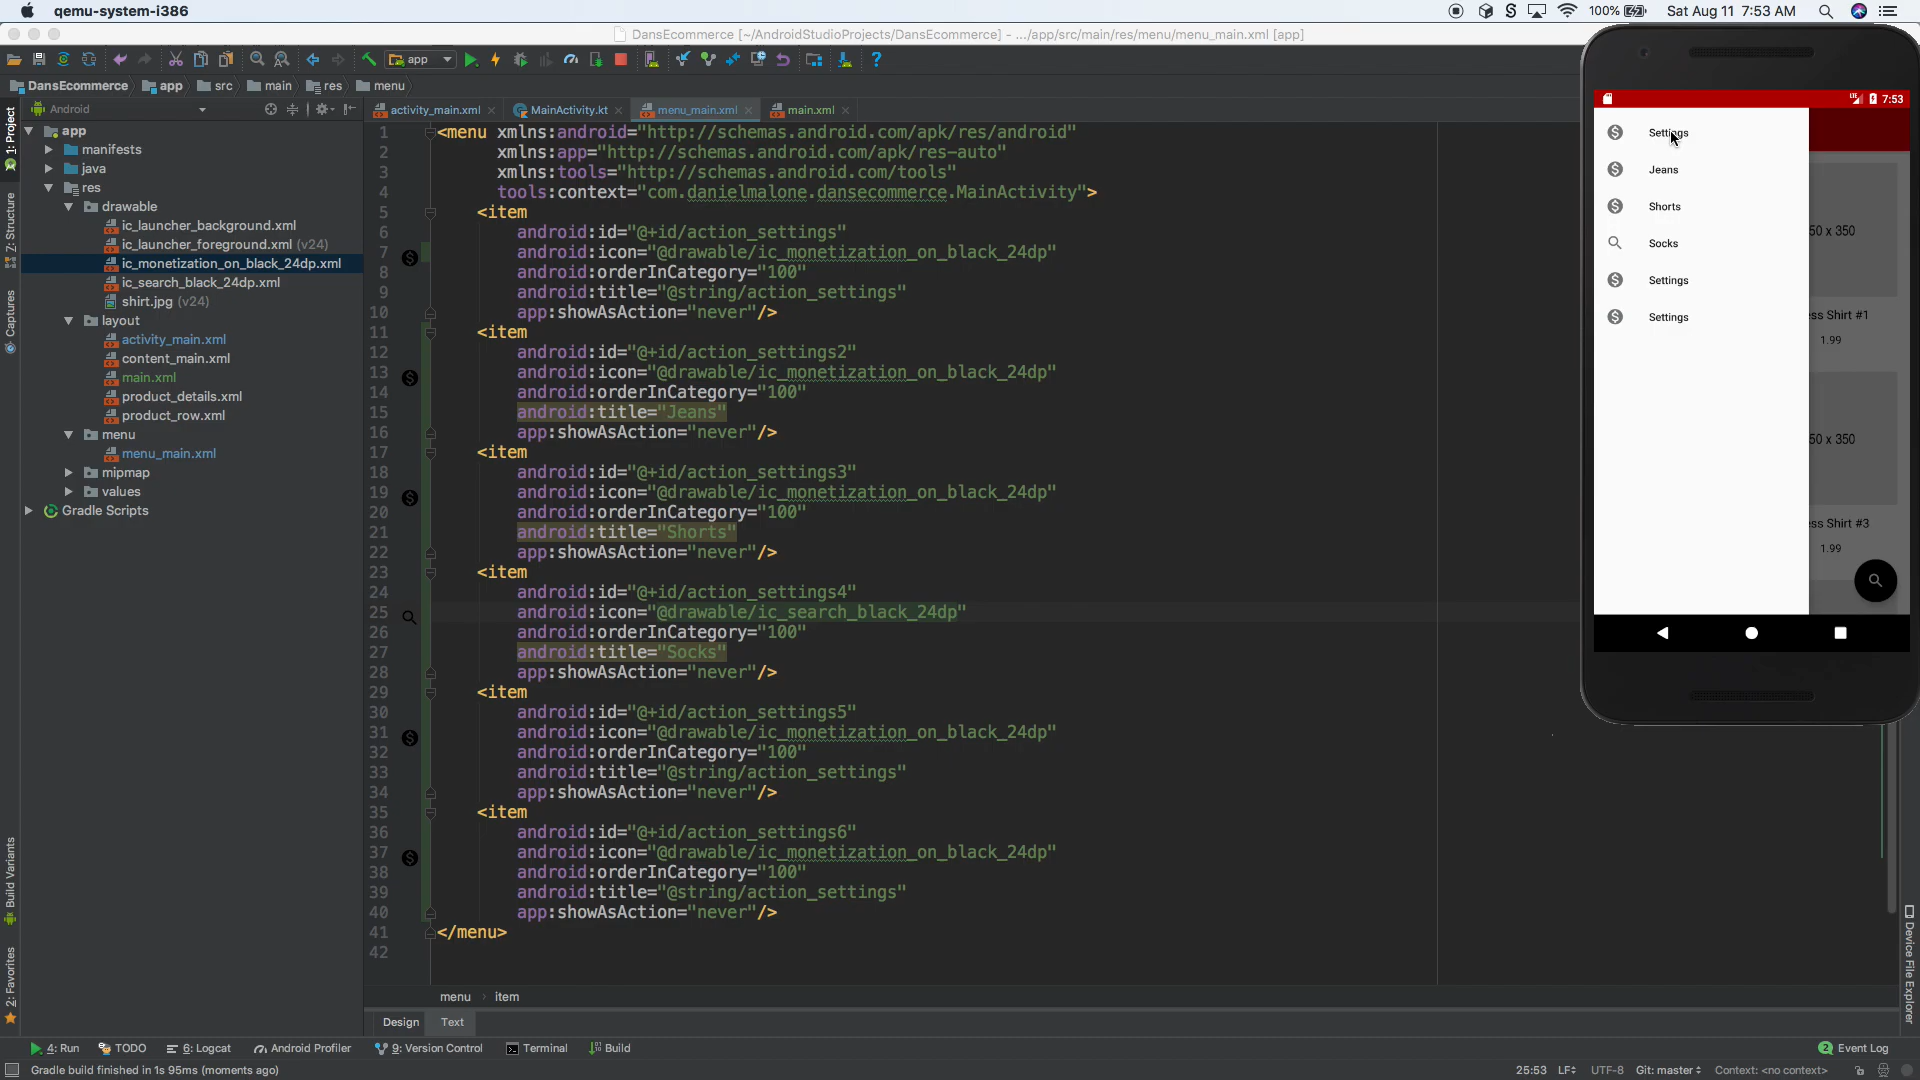 qemu-system-i386
100%
Sat Aug 11 7:53 AM
DansEcommerce [~/AndroidStudioProjects/DansEcommerce] - .../app/src/main/res/menu/menu_main.xml [app]
app
DansEcommerce
app
src
main
res
menu
Android
activity_main.xml
MainActivity.kt
menu_main.xml
main.xml
1: Project
Z: Structure
Captures
Build Variants
2: Favorites
app
manifests
java
res
drawable
ic_launcher_background.xml
ic_launcher_foreground.xml (v24)
ic_monetization_on_black_24dp.xml
ic_search_black_24dp.xml
shirt.jpg (v24)
layout
activity_main.xml
content_main.xml
main.xml
product_details.xml
product_row.xml
menu
menu_main.xml
mipmap
values
Gradle Scripts
1 <menu xmlns:android="http://schemas.android.com/apk/res/android"
2 xmlns:app="http://schemas.android.com/apk/res-auto"
3 xmlns:tools="http://schemas.android.com/tools"
4 tools:context="com.danielmalone.dansecommerce.MainActivity">
5 <item
6 android:id="@+id/action_settings"
7 android:icon="@drawable/ic_monetization_on_black_24dp"
8 android:orderInCategory="100"
9 android:title="@string/action_settings"
10 app:showAsAction="never"/>
11 <item
12 android:id="@+id/action_settings2"
13 android:icon="@drawable/ic_monetization_on_black_24dp"
14 android:orderInCategory="100"
15 android:title="Jeans"
16 app:showAsAction="never"/>
17 <item
18 android:id="@+id/action_settings3"
19 android:icon="@drawable/ic_monetization_on_black_24dp"
20 android:orderInCategory="100"
21 android:title="Shorts"
22 app:showAsAction="never"/>
23 <item
24 android:id="@+id/action_settings4"
25 android:icon="@drawable/ic_search_black_24dp"
26 android:orderInCategory="100"
27 android:title="Socks"
28 app:showAsAction="never"/>
29 <item
30 android:id="@+id/action_settings5"
31 android:icon="@drawable/ic_monetization_on_black_24dp"
32 android:orderInCategory="100"
33 android:title="@string/action_settings"
34 app:showAsAction="never"/>
35 <item
36 android:id="@+id/action_settings6"
37 android:icon="@drawable/ic_monetization_on_black_24dp"
38 android:orderInCategory="100"
39 android:title="@string/action_settings"
40 app:showAsAction="never"/>
41 </menu>
42
menu › item
Design
Text
7:53
Settings
Jeans
Shorts
Socks
Settings
Settings
50 x 350
ess Shirt #1
1.99
50 x 350
ess Shirt #3
1.99
Device File Explorer
4: Run
TODO
6: Logcat
Android Profiler
9: Version Control
Terminal
Build
2 Event Log
Gradle build finished in 1s 95ms (moments ago)
25:53
LF÷
UTF-8
Git: master÷
Context: <no context>